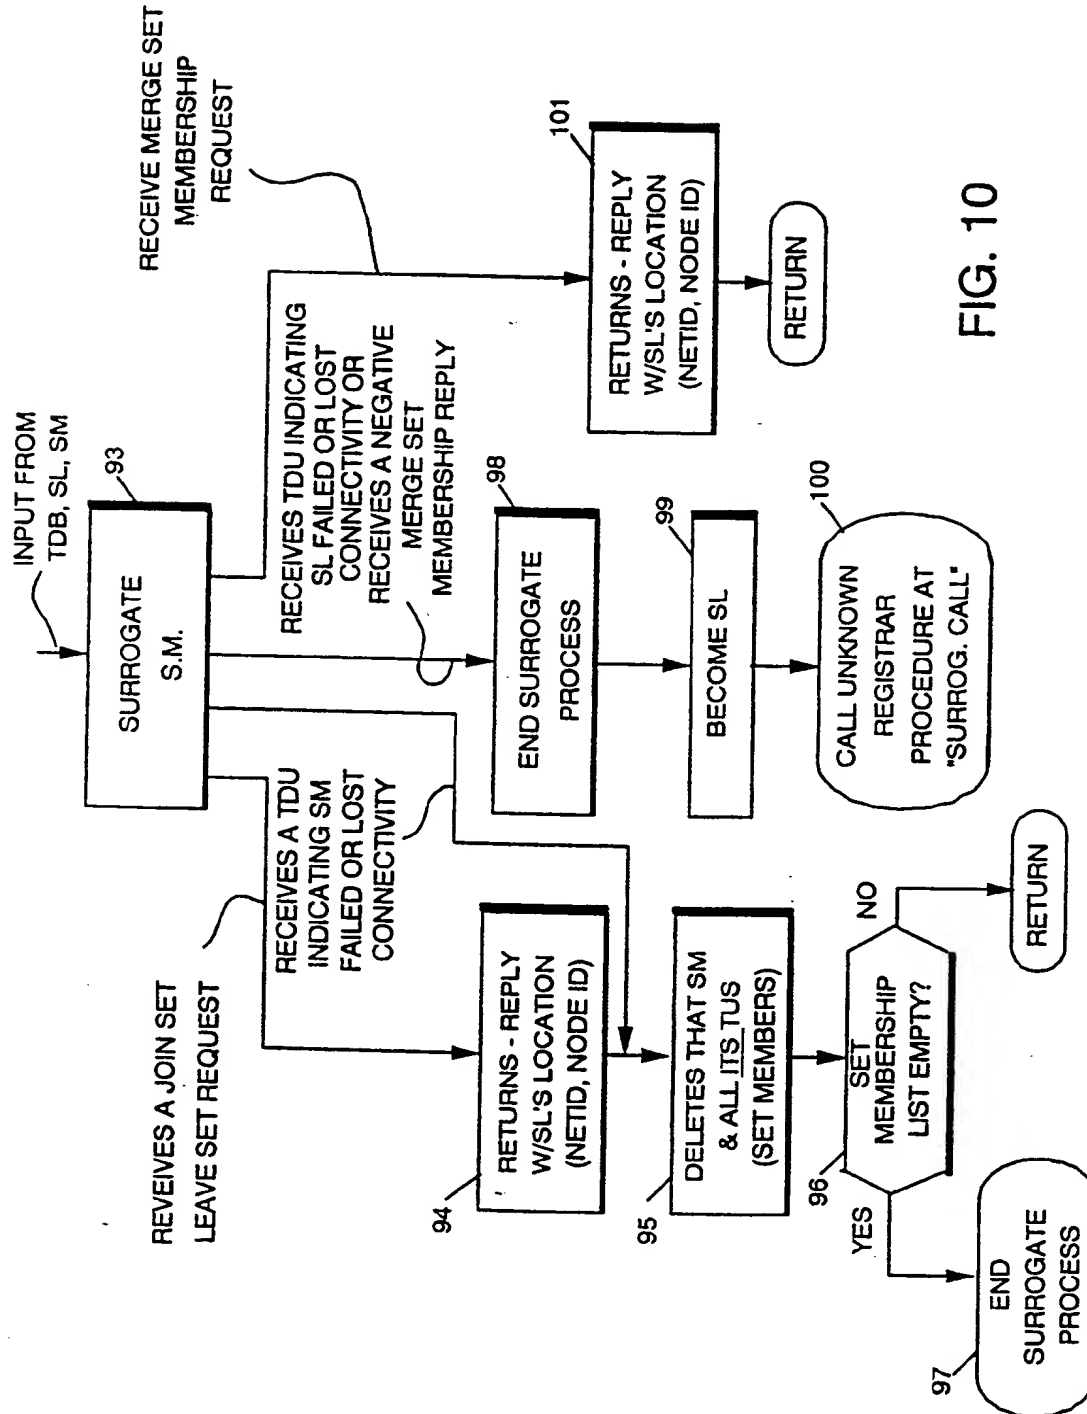 INPUT FROM
TDB, SL, SM
93
SURROGATE
S.M.
REVEIVES A JOIN SET
LEAVE SET REQUEST
RECEIVES A TDU
INDICATING SM
FAILED OR LOST
CONNECTIVITY
RECEIVES TDU INDICATING
SL FAILED OR LOST
CONNECTIVITY OR
RECEIVES A NEGATIVE
MERGE SET
MEMBERSHIP REPLY
RECEIVE MERGE SET
MEMBERSHIP
REQUEST
94
RETURNS - REPLY
W/SL'S LOCATION
(NETID, NODE ID)
95
DELETES THAT SM
& ALL ITS TUS
(SET MEMBERS)
96
SET
MEMBERSHIP
LIST EMPTY?
YES
NO
97
END
SURROGATE
PROCESS
RETURN
98
END SURROGATE
PROCESS
99
BECOME SL
100
CALL UNKNOWN
REGISTRAR
PROCEDURE AT
"SURROG. CALL"
101
RETURNS - REPLY
W/SL'S LOCATION
(NETID, NODE ID)
RETURN
FIG. 10